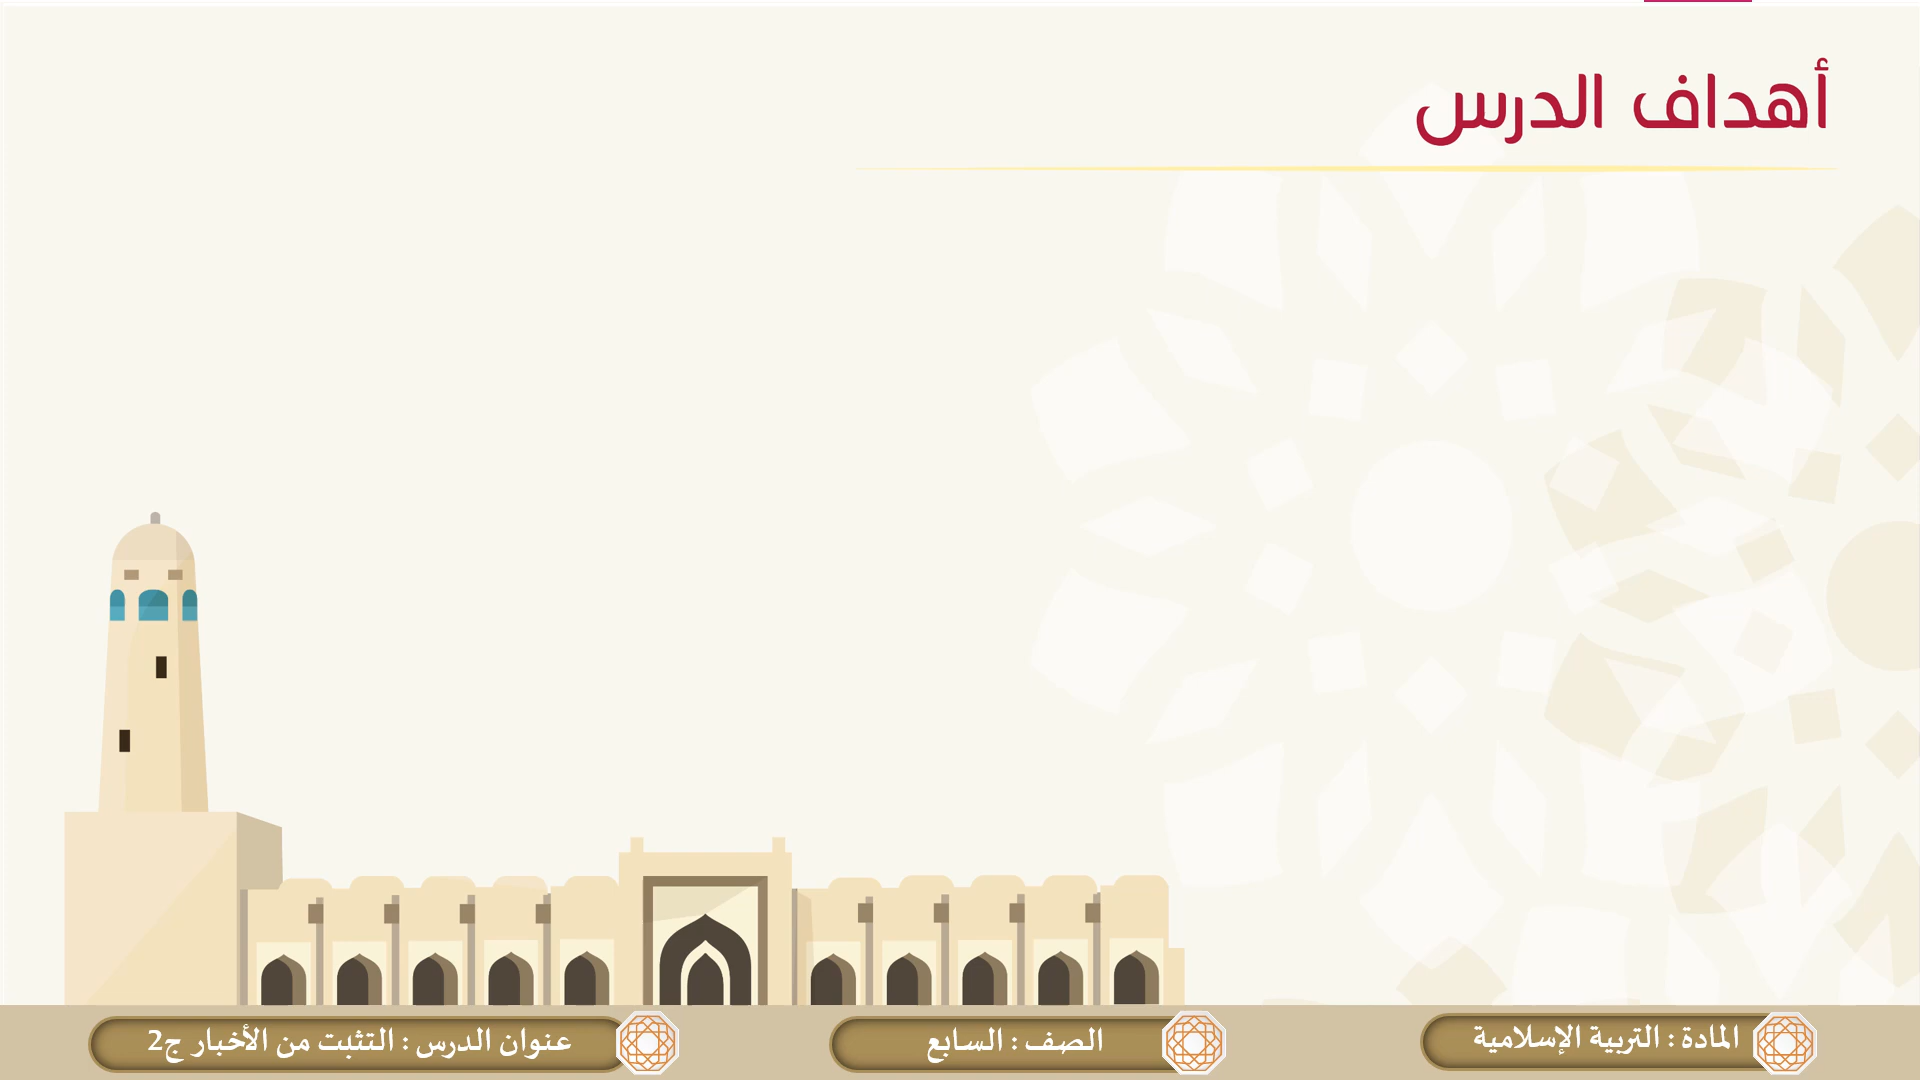 أهداف الدرس
المادة : التربية الإسلامية
الصف : السابع
عنوان الدرس : التثبت من الأخبار ج2